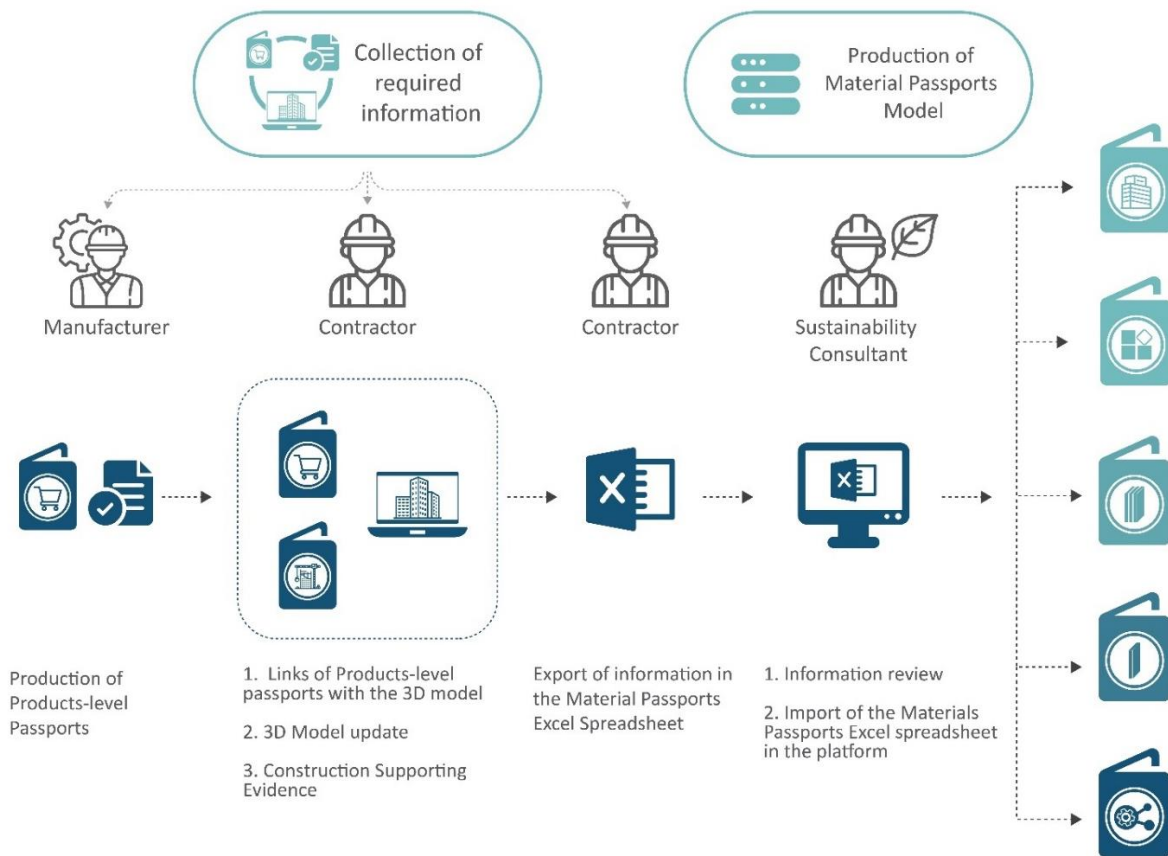 Collection of
required
information
Production of
Material Passports
Model
Manufacturer
Contractor
Contractor
Sustainability
Consultant
X
X
Production of
Products-level
Passports
1. Links of Products-level
passports with the 3D model
2. 3D Model update
3. Construction Supporting
Evidence
Export of information in
the Material Passports
Excel Spreadsheet
1. Information review
2. Import of the Materials
Passports Excel spreadsheet
in the platform